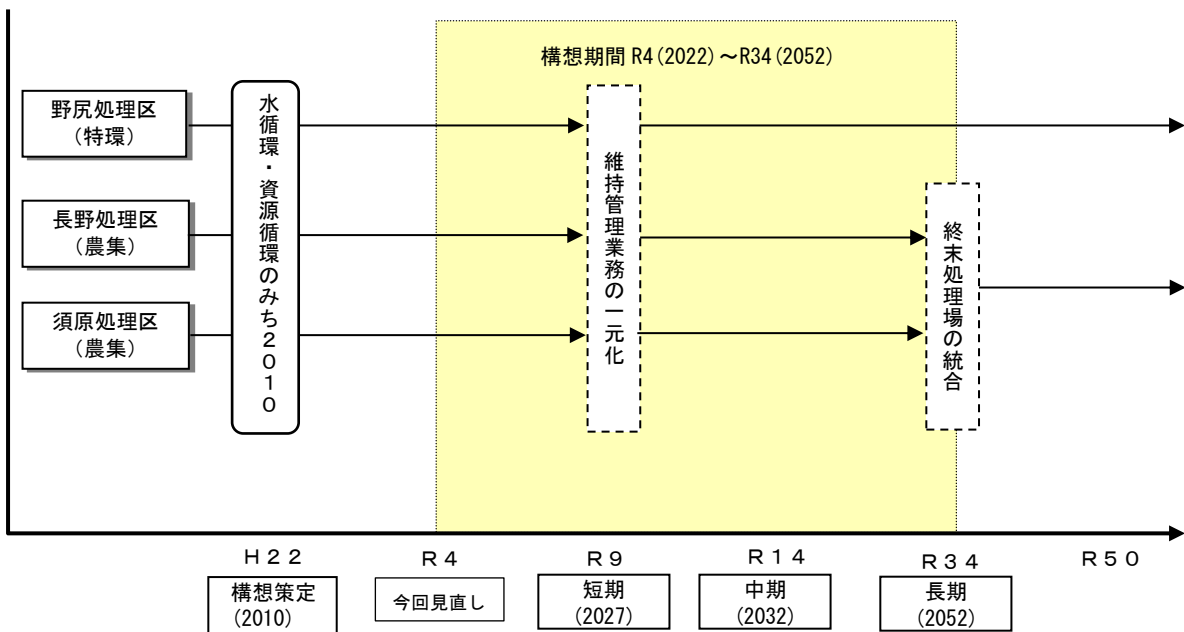 構想期間 R4(2022)～R34(2052)
野尻処理区
（特環）
長野処理区
（農集）
須原処理区
（農集）
水循環・資源循環のみち2010
維持管理業務の一元化
終末処理場の統合
H22
R4
R9
R14
R34
R50
構想策定
(2010)
今回見直し
短期
(2027)
中期
(2032)
長期
(2052)